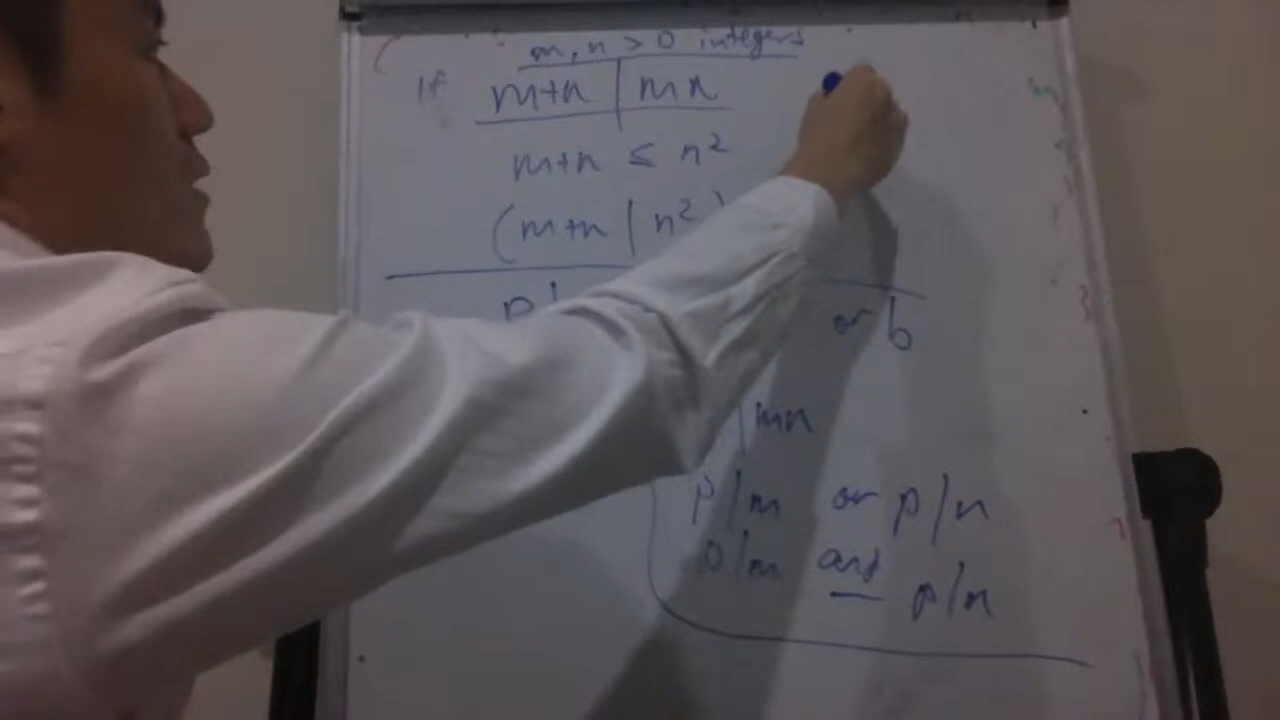 m, n > 0 integers
If m+n | mn
m+n ≤ n²
(m+n | n²)
p| or b
| mn
p|m or p|n
p|m and p|n